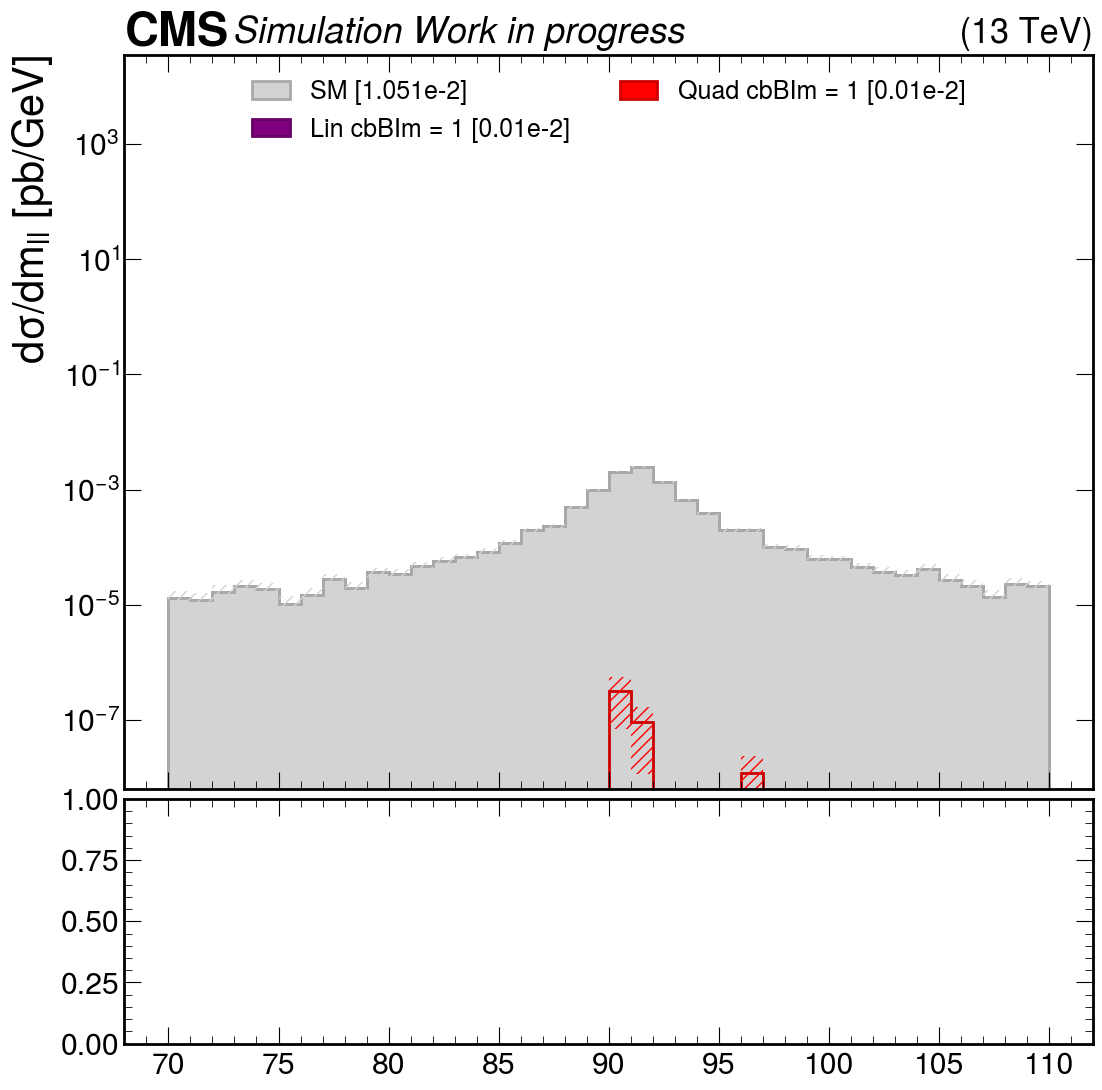 CMS Simulation Work in progress (13 TeV)
dσ/dm_ll [pb/GeV]
SM [1.051e-2]
Lin cbBIm = 1 [0.01e-2]
Quad cbBIm = 1 [0.01e-2]
10³
10¹
10⁻¹
10⁻³
10⁻⁵
10⁻⁷
1.00
0.75
0.50
0.25
0.00
70 75 80 85 90 95 100 105 110